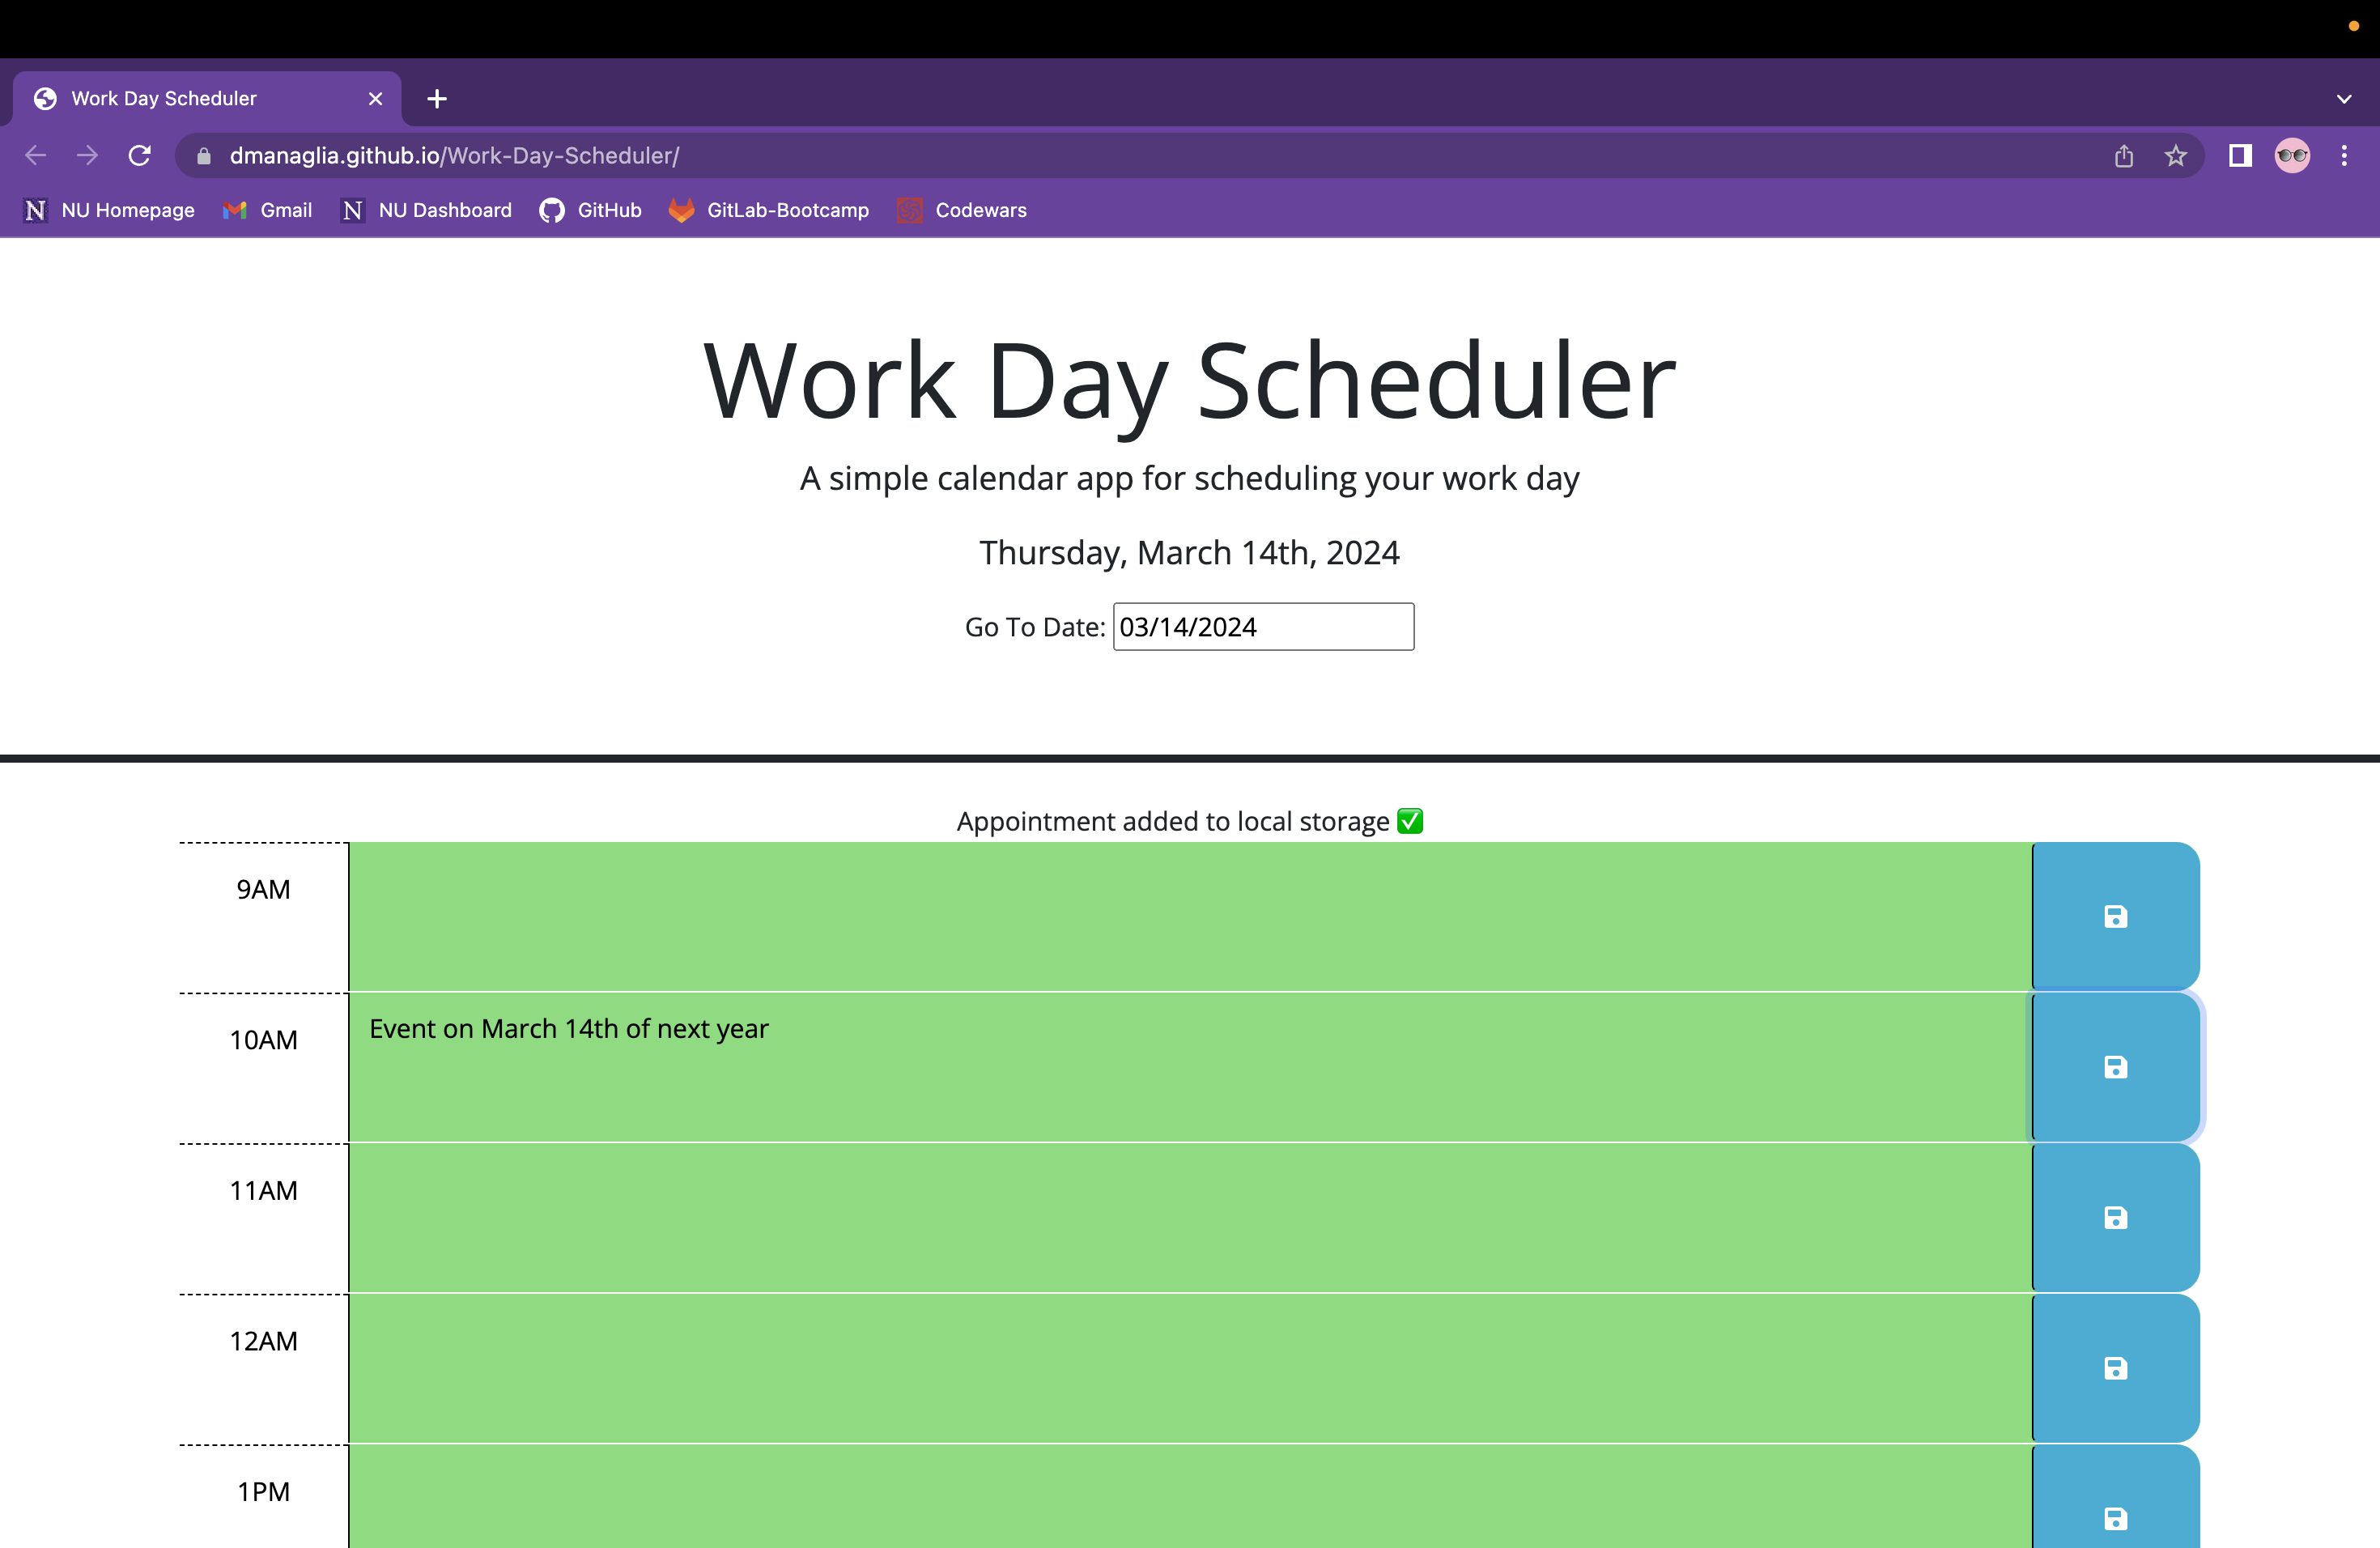 Work Day Scheduler
dmanaglia.github.io/Work-Day-Scheduler/
N NU Homepage Gmail N NU Dashboard GitHub GitLab-Bootcamp Codewars
Work Day Scheduler
A simple calendar app for scheduling your work day
Thursday, March 14th, 2024
Go To Date: 03/14/2024
Appointment added to local storage ✅
9AM
10AM Event on March 14th of next year
11AM
12AM
1PM